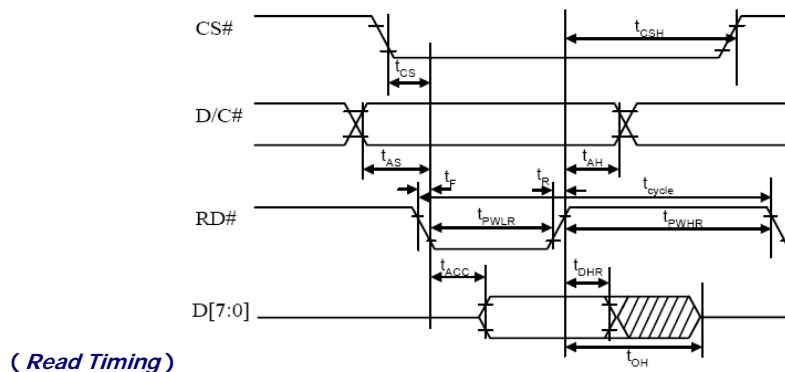 CS#
tCSH
tCS
D/C#
tAS
tAH
tF
tR
tcycle
RD#
tPWLR
tPWHR
tACC
tDHR
D[7:0]
tOH
( Read Timing )